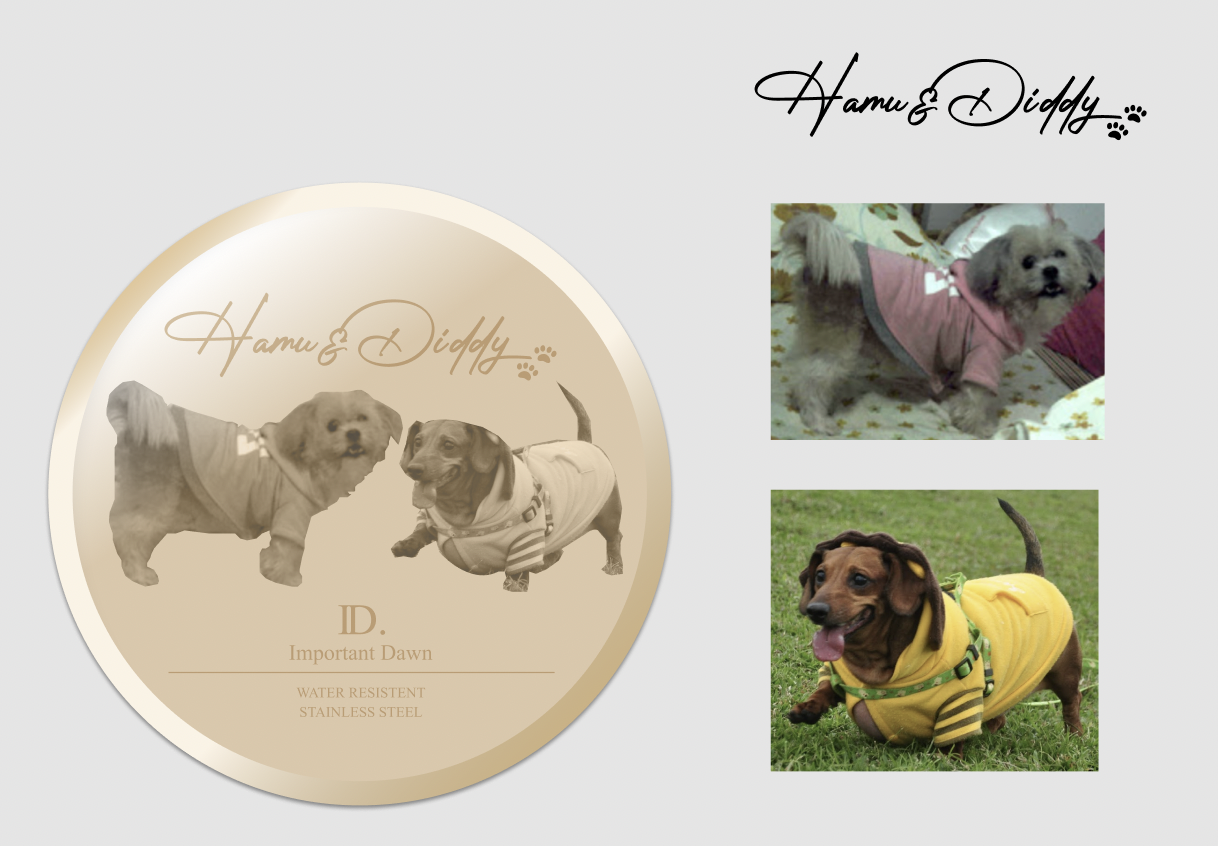 Hamu & Diddy
Hamu & Diddy
ID.
Important Dawn
WATER RESISTENT
STAINLESS STEEL